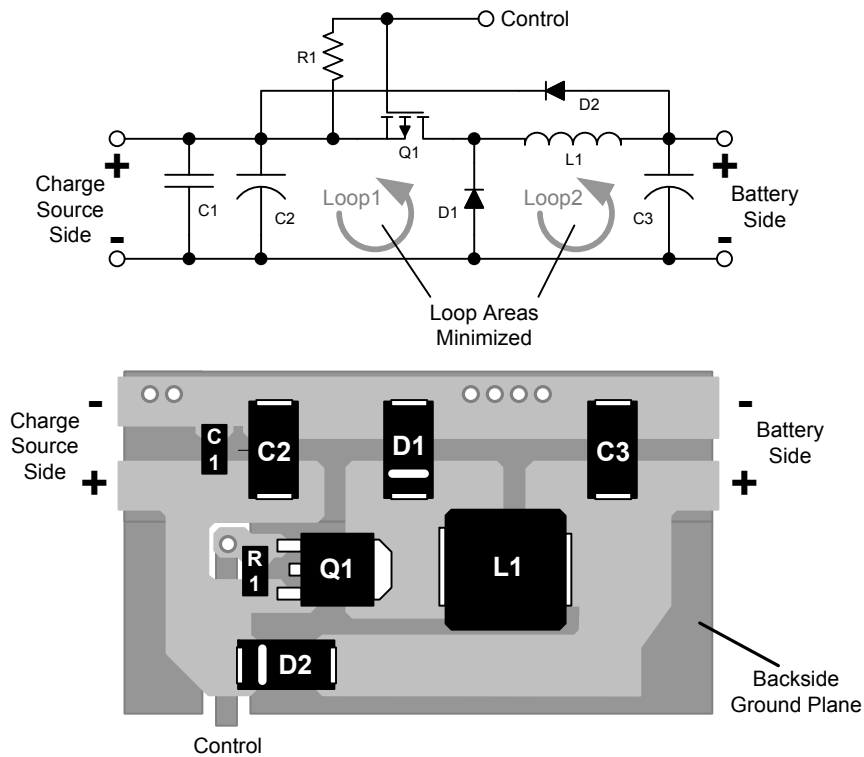 Control
R1
D2
+
Q1
L1
+
Charge
Source
Side
C1
C2
Loop1
D1
Loop2
C3
Battery
Side
-
-
Loop Areas
Minimized
-
-
Charge
Source
Side
C
1
C2
D1
C3
Battery
Side
+
+
R
1
Q1
L1
D2
Backside
Ground Plane
Control